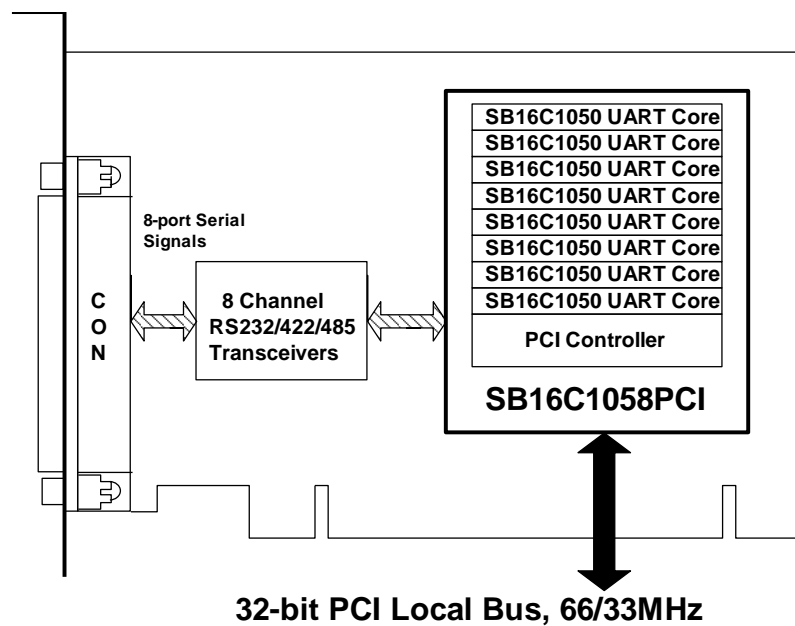 SB16C1050 UART Core
SB16C1050 UART Core
SB16C1050 UART Core
SB16C1050 UART Core
SB16C1050 UART Core
SB16C1050 UART Core
SB16C1050 UART Core
SB16C1050 UART Core
PCI Controller
SB16C1058PCI
8-port Serial
Signals
C
O
N
8 Channel
RS232/422/485
Transceivers
32-bit PCI Local Bus, 66/33MHz